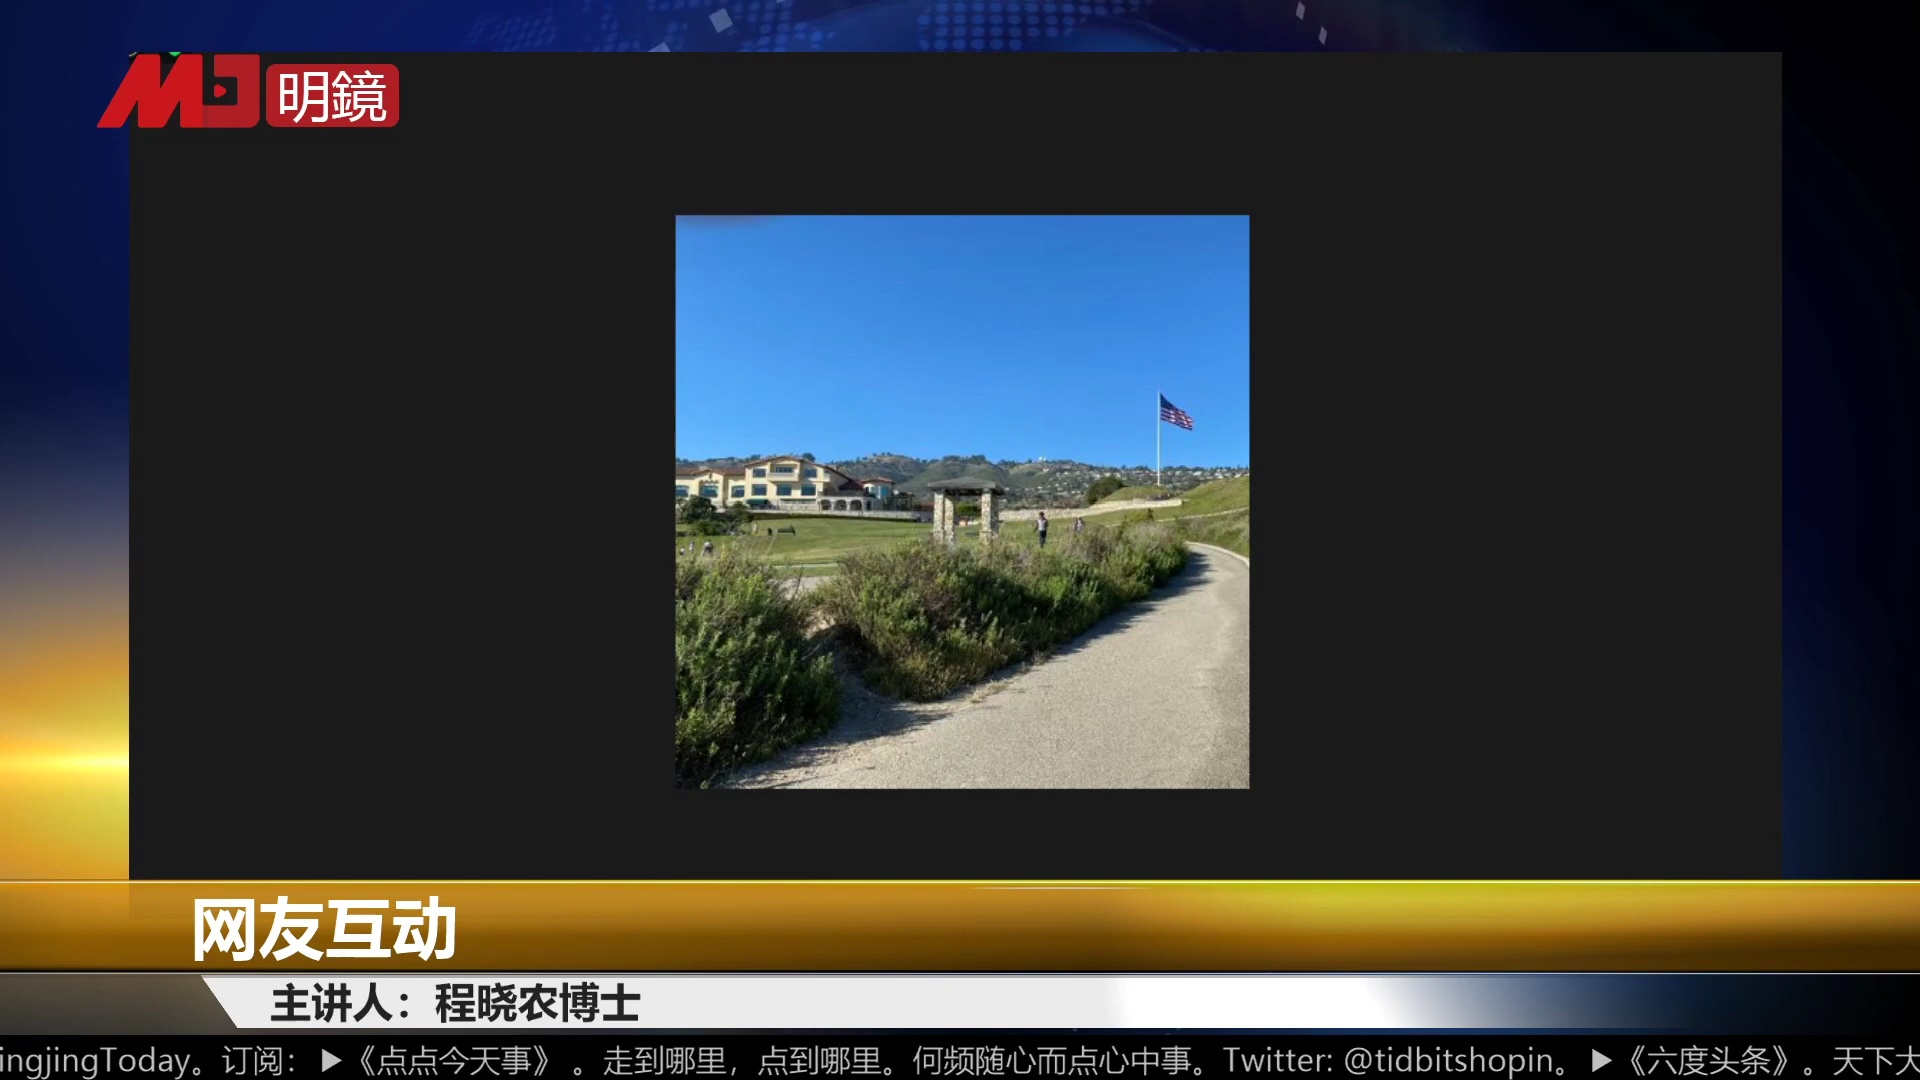 明鏡
网友互动
主讲人：程晓农博士
ingjingToday。订阅：▶《点点今天事》 。走到哪里，点到哪里。何频随心而点心中事。Twitter: @tidbitshopin。▶《六度头条》。天下大